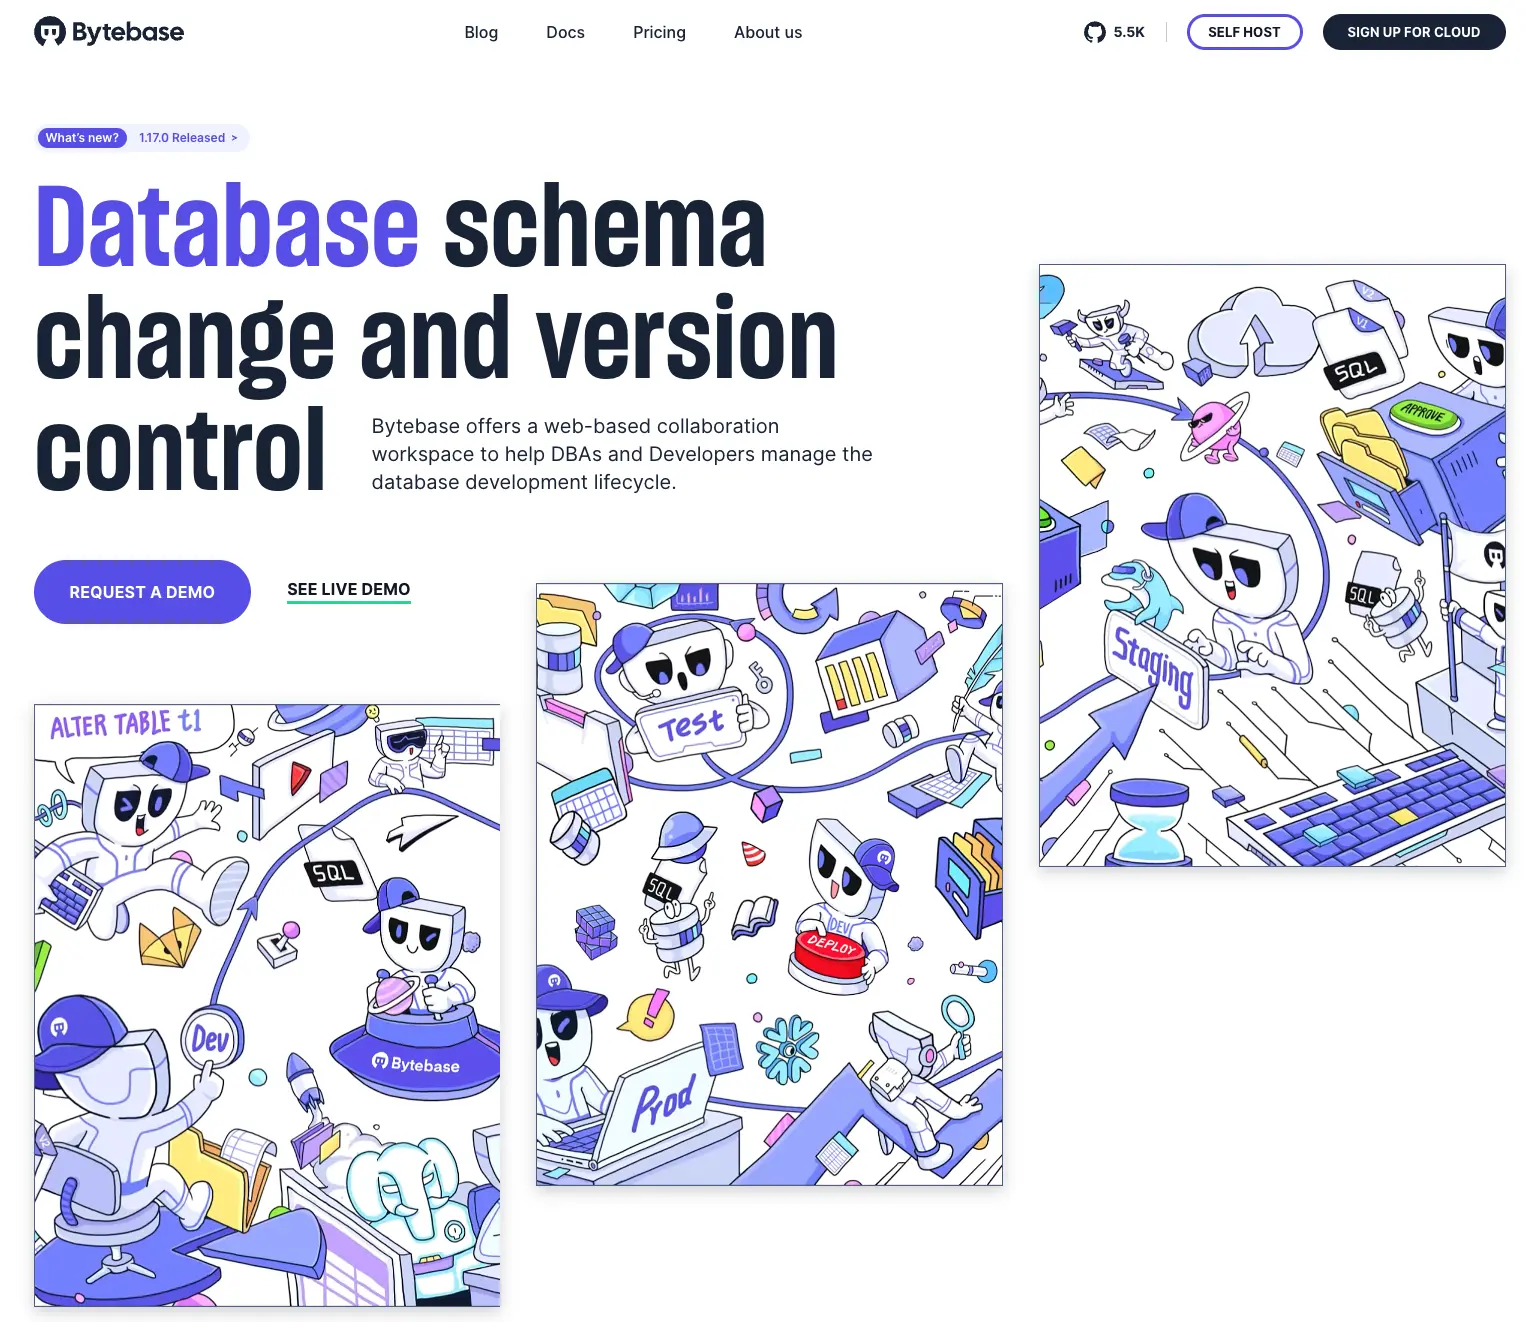 Bytebase
Blog
Docs
Pricing
About us
5.5K
SELF HOST
SIGN UP FOR CLOUD
What's new?
1.17.0 Released >
Database schema
change and version
control
Bytebase offers a web-based collaboration
workspace to help DBAs and Developers manage the
database development lifecycle.
REQUEST A DEMO
SEE LIVE DEMO
ALTER TABLE t1
SQL
Dev
Bytebase
V2
Test
SQL
DEV
DEPLOY
Prod
V2
V1
SQL
APPROVE
SQL
Staging